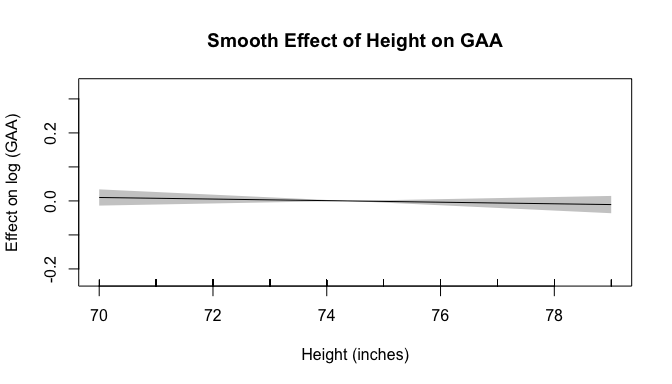 Smooth Effect of Height on GAA
Effect on log (GAA)
0.2
0.0
-0.2
70 72 74 76 78
Height (inches)